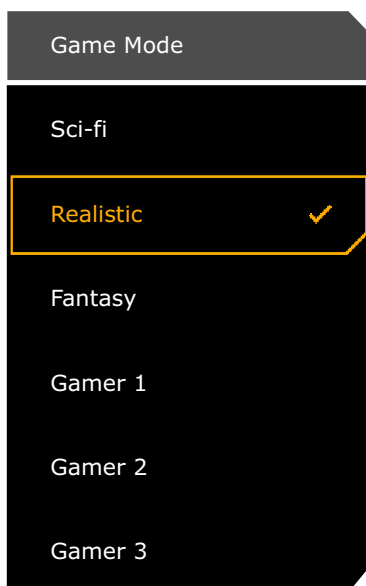 Game Mode
Sci-fi
Realistic
Fantasy
Gamer 1
Gamer 2
Gamer 3